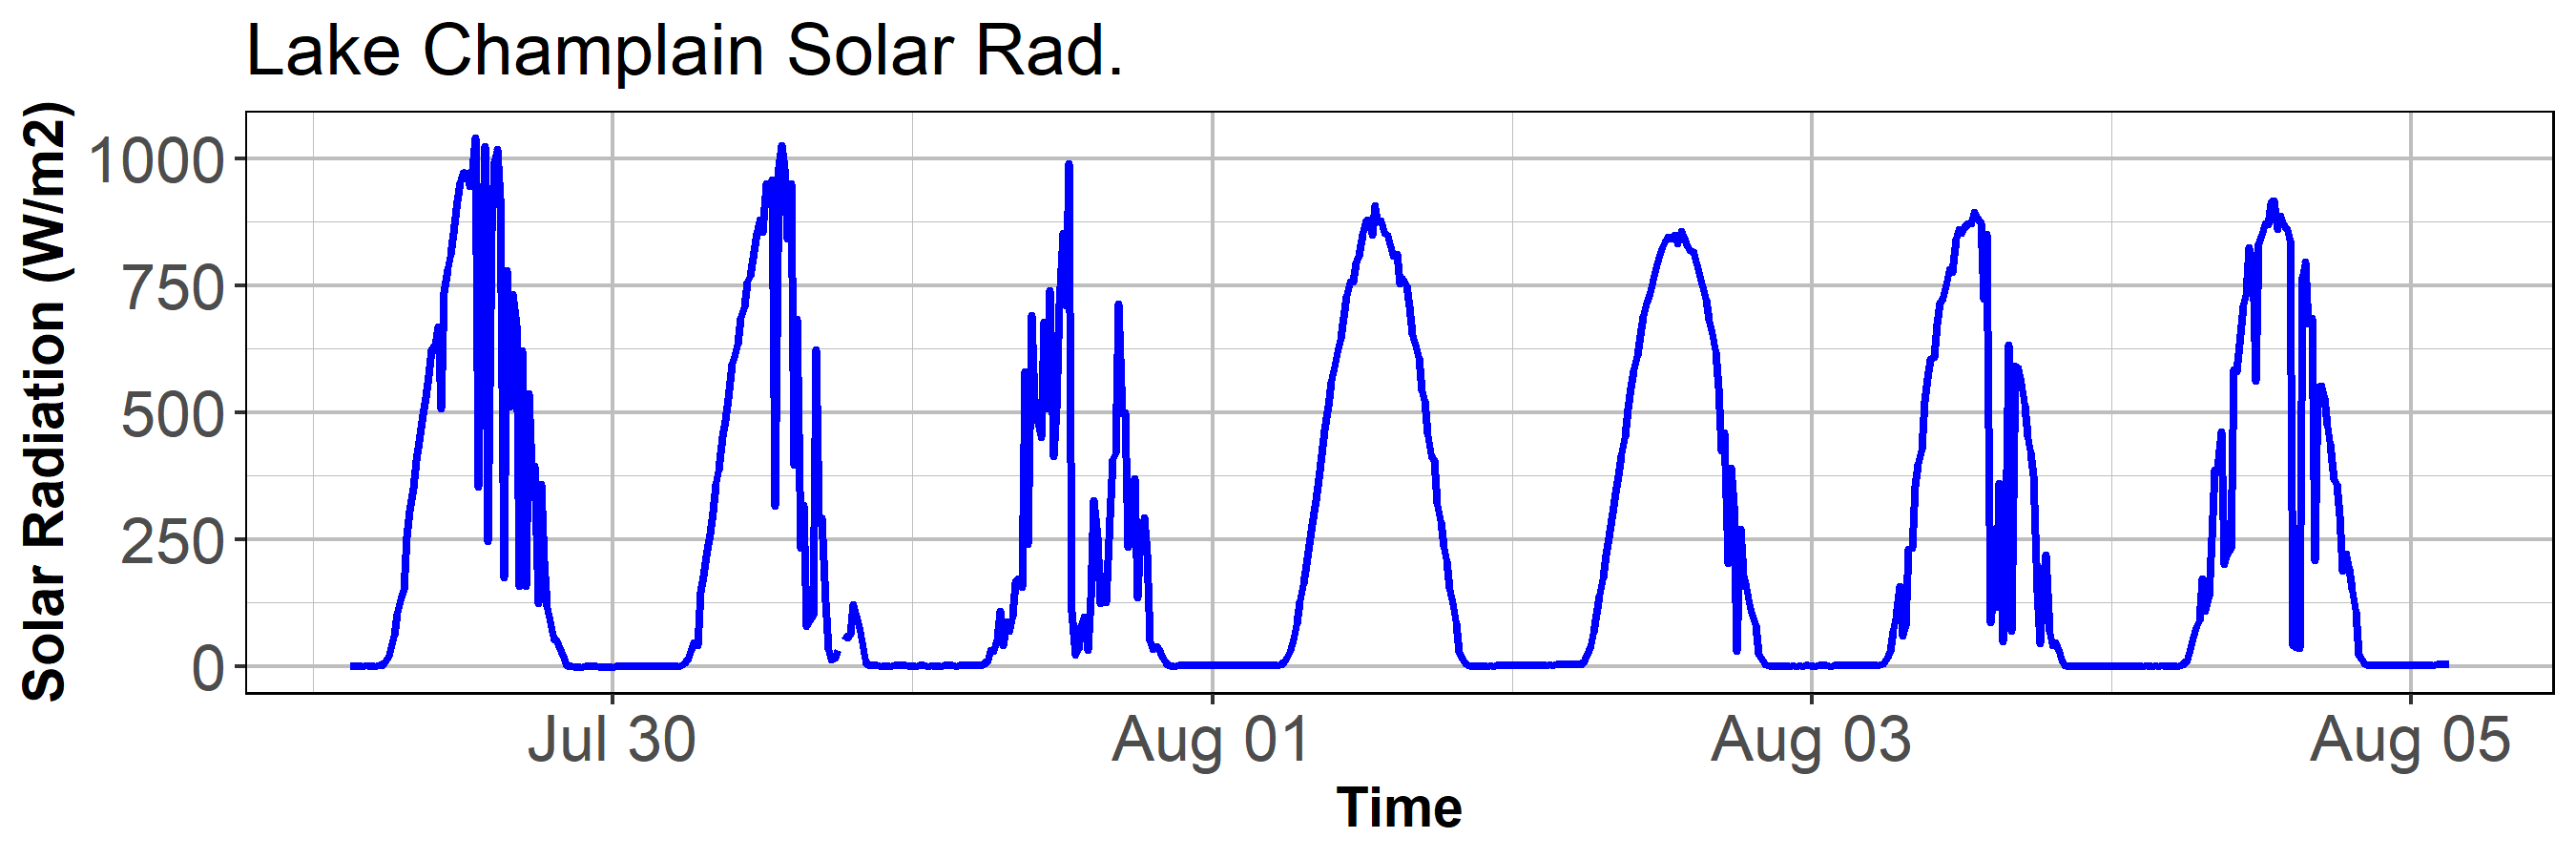 Lake Champlain Solar Rad.
Solar Radiation (W/m2)
1000
750
500
250
0
Jul 30
Aug 01
Aug 03
Aug 05
Time